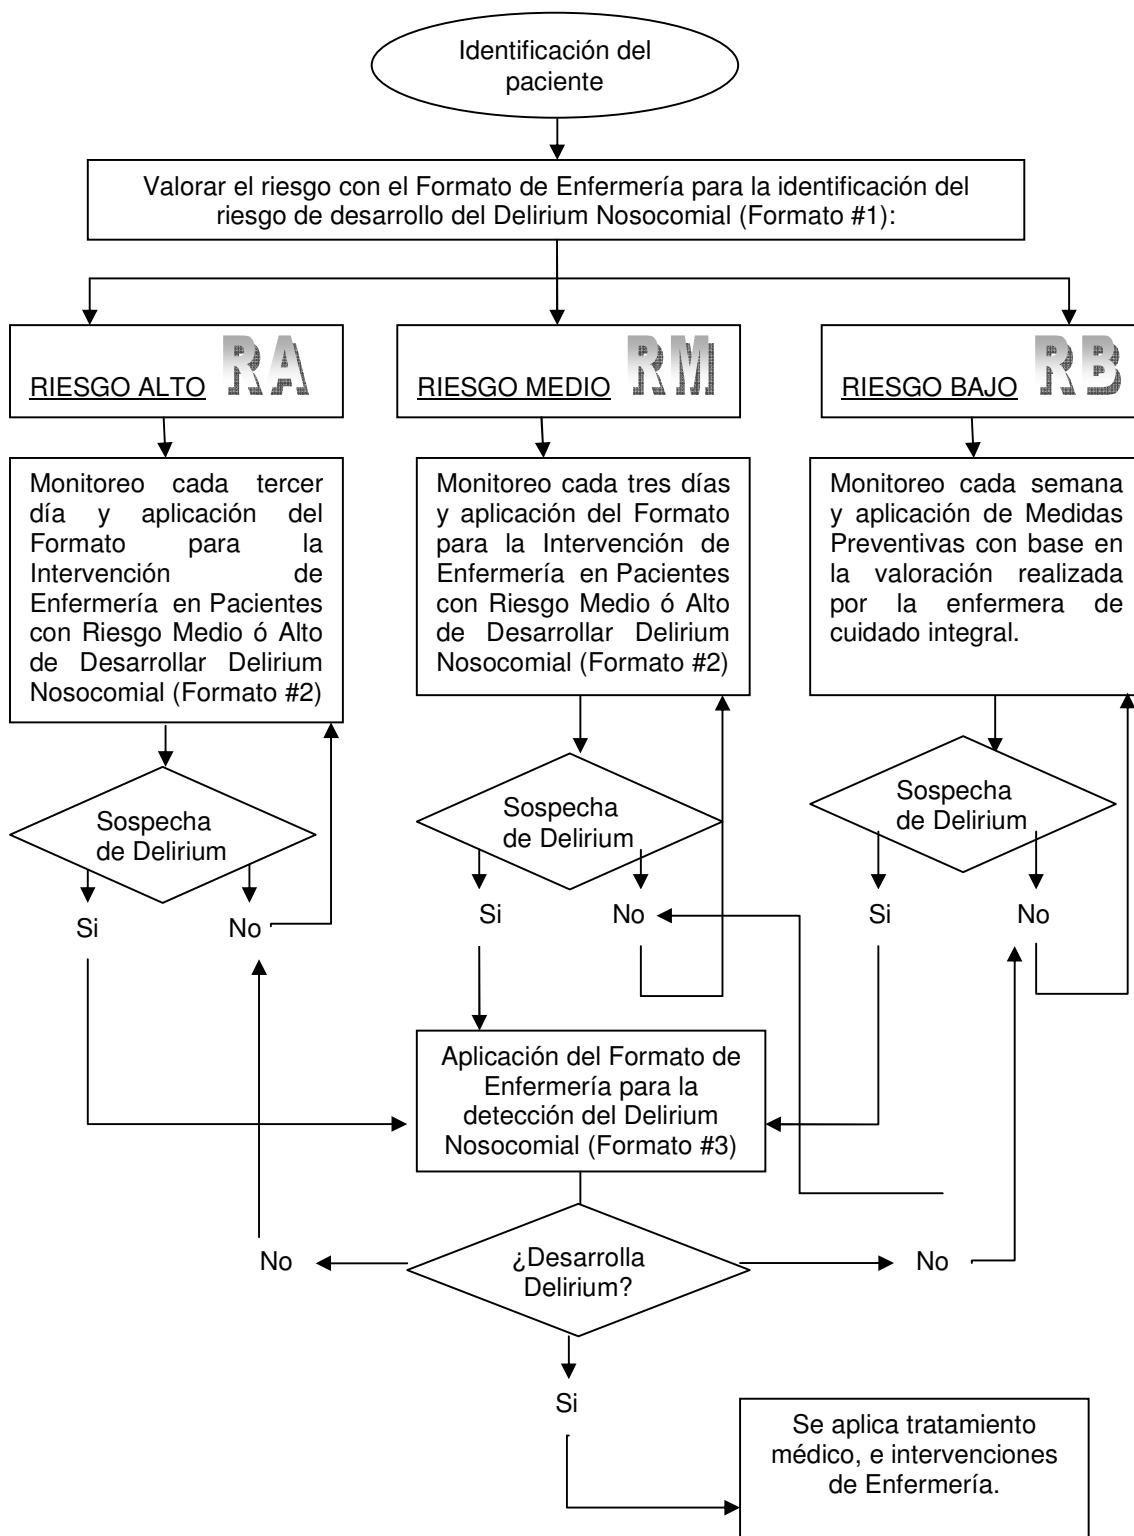 Identificación del
paciente
Valorar el riesgo con el Formato de Enfermería para la identificación del
riesgo de desarrollo del Delirium Nosocomial (Formato #1):
RIESGO ALTO RA
RIESGO MEDIO RM
RIESGO BAJO RB
Monitoreo cada tercer
día y aplicación del
Formato para la
Intervención de
Enfermería en Pacientes
con Riesgo Medio ó Alto
de Desarrollar Delirium
Nosocomial (Formato #2)
Monitoreo cada tres días
y aplicación del Formato
para la Intervención de
Enfermería en Pacientes
con Riesgo Medio ó Alto
de Desarrollar Delirium
Nosocomial (Formato #2)
Monitoreo cada semana
y aplicación de Medidas
Preventivas con base en
la valoración realizada
por la enfermera de
cuidado integral.
Sospecha
de Delirium
Sospecha
de Delirium
Sospecha
de Delirium
Si No
Si No
Si No
Aplicación del Formato de
Enfermería para la
detección del Delirium
Nosocomial (Formato #3)
No
¿Desarrolla
Delirium?
No
Si
Se aplica tratamiento
médico, e intervenciones
de Enfermería.